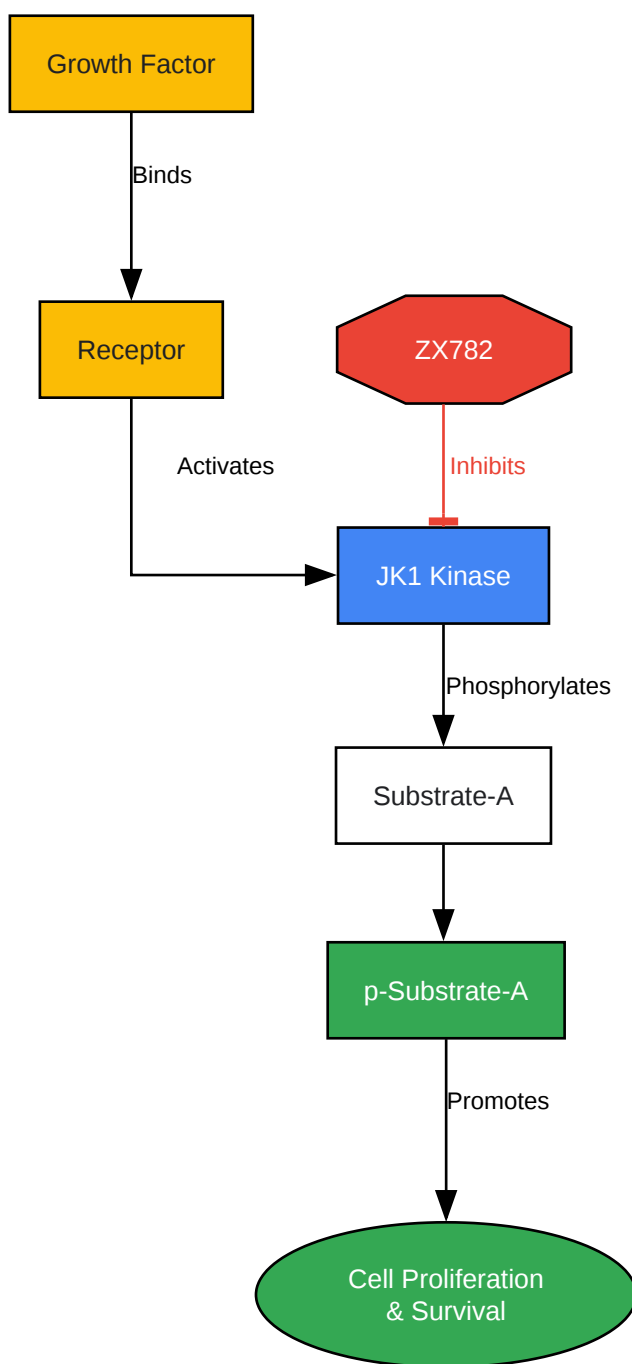 Growth Factor
Binds
Receptor
ZX782
Activates
Inhibits
JK1 Kinase
Phosphorylates
Substrate-A
p-Substrate-A
Promotes
Cell Proliferation
& Survival